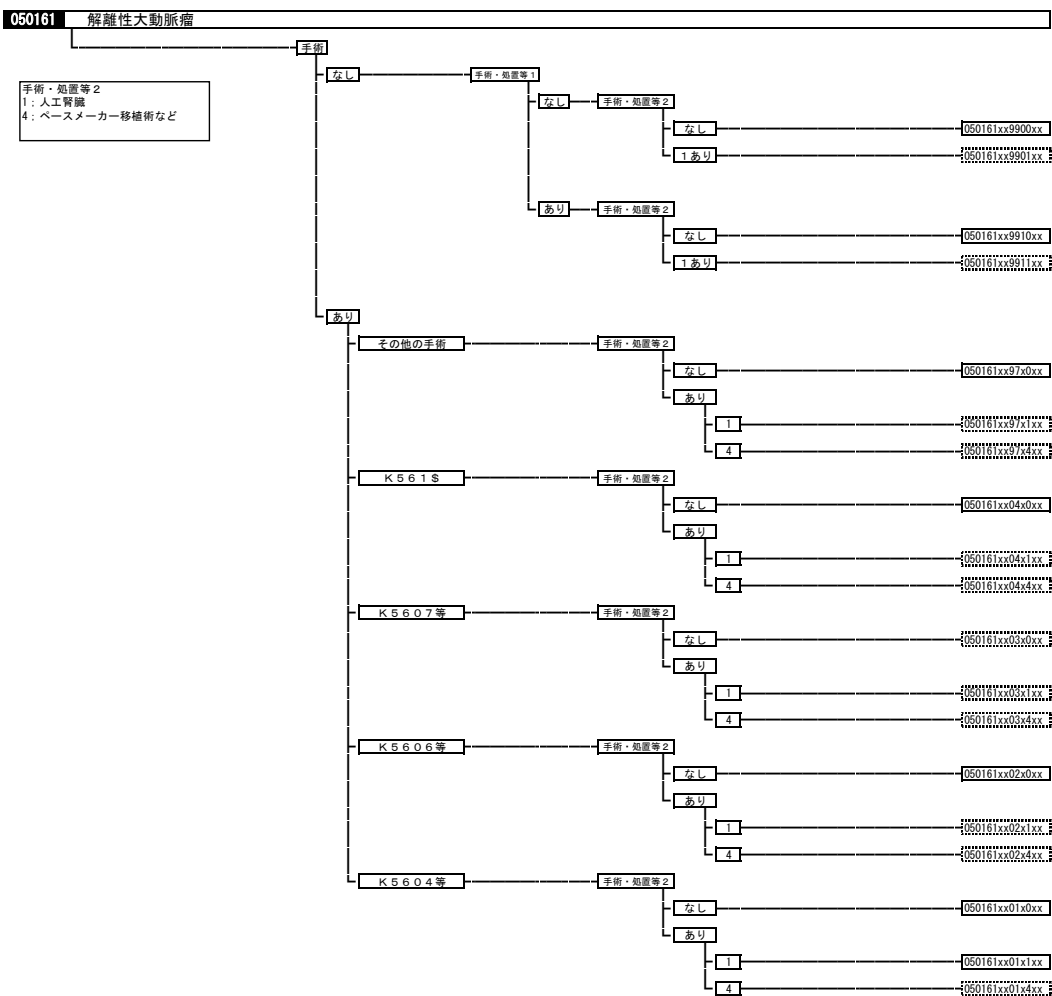 050161 解離性大動脈瘤
手術
なし 手術・処置等1
手術・処置等2
1;人工腎臓
4;ペースメーカー移植術など
なし 手術・処置等2
なし 050161xx9900xx
1あり 050161xx9901xx
あり 手術・処置等2
なし 050161xx9910xx
1あり 050161xx9911xx
あり
その他の手術 手術・処置等2
なし 050161xx97x0xx
あり
1 050161xx97x1xx
4 050161xx97x4xx
K561$ 手術・処置等2
なし 050161xx04x0xx
あり
1 050161xx04x1xx
4 050161xx04x4xx
K5607等 手術・処置等2
なし 050161xx03x0xx
あり
1 050161xx03x1xx
4 050161xx03x4xx
K5606等 手術・処置等2
なし 050161xx02x0xx
あり
1 050161xx02x1xx
4 050161xx02x4xx
K5604等 手術・処置等2
なし 050161xx01x0xx
あり
1 050161xx01x1xx
4 050161xx01x4xx